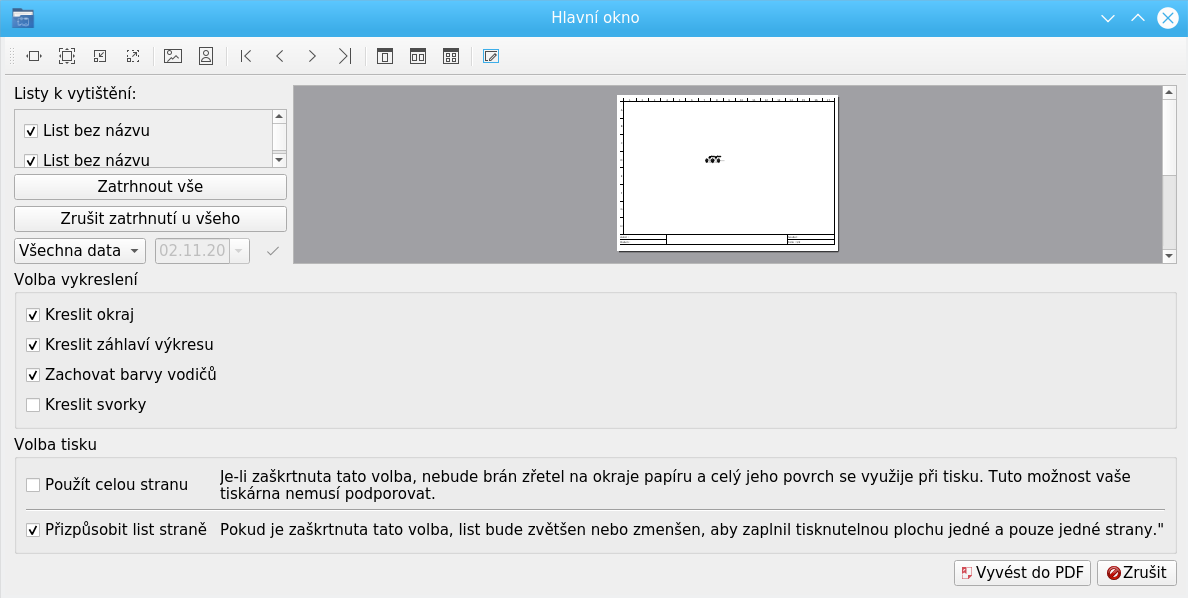 Hlavní okno
Listy k vytištění:
List bez názvu
List bez názvu
Zatrhnout vše
Zrušit zatrhnutí u všeho
Všechna data
02.11.20
Volba vykreslení
Kreslit okraj
Kreslit záhlaví výkresu
Zachovat barvy vodičů
Kreslit svorky
Volba tisku
Použít celou stranu
Je-li zaškrtnuta tato volba, nebude brán zřetel na okraje papíru a celý jeho povrch se využije při tisku. Tuto možnost vaše
tiskárna nemusí podporovat.
Přizpůsobit list straně
Pokud je zaškrtnuta tato volba, list bude zvětšen nebo zmenšen, aby zaplnil tisknutelnou plochu jedné a pouze jedné strany."
Vyvést do PDF
Zrušit